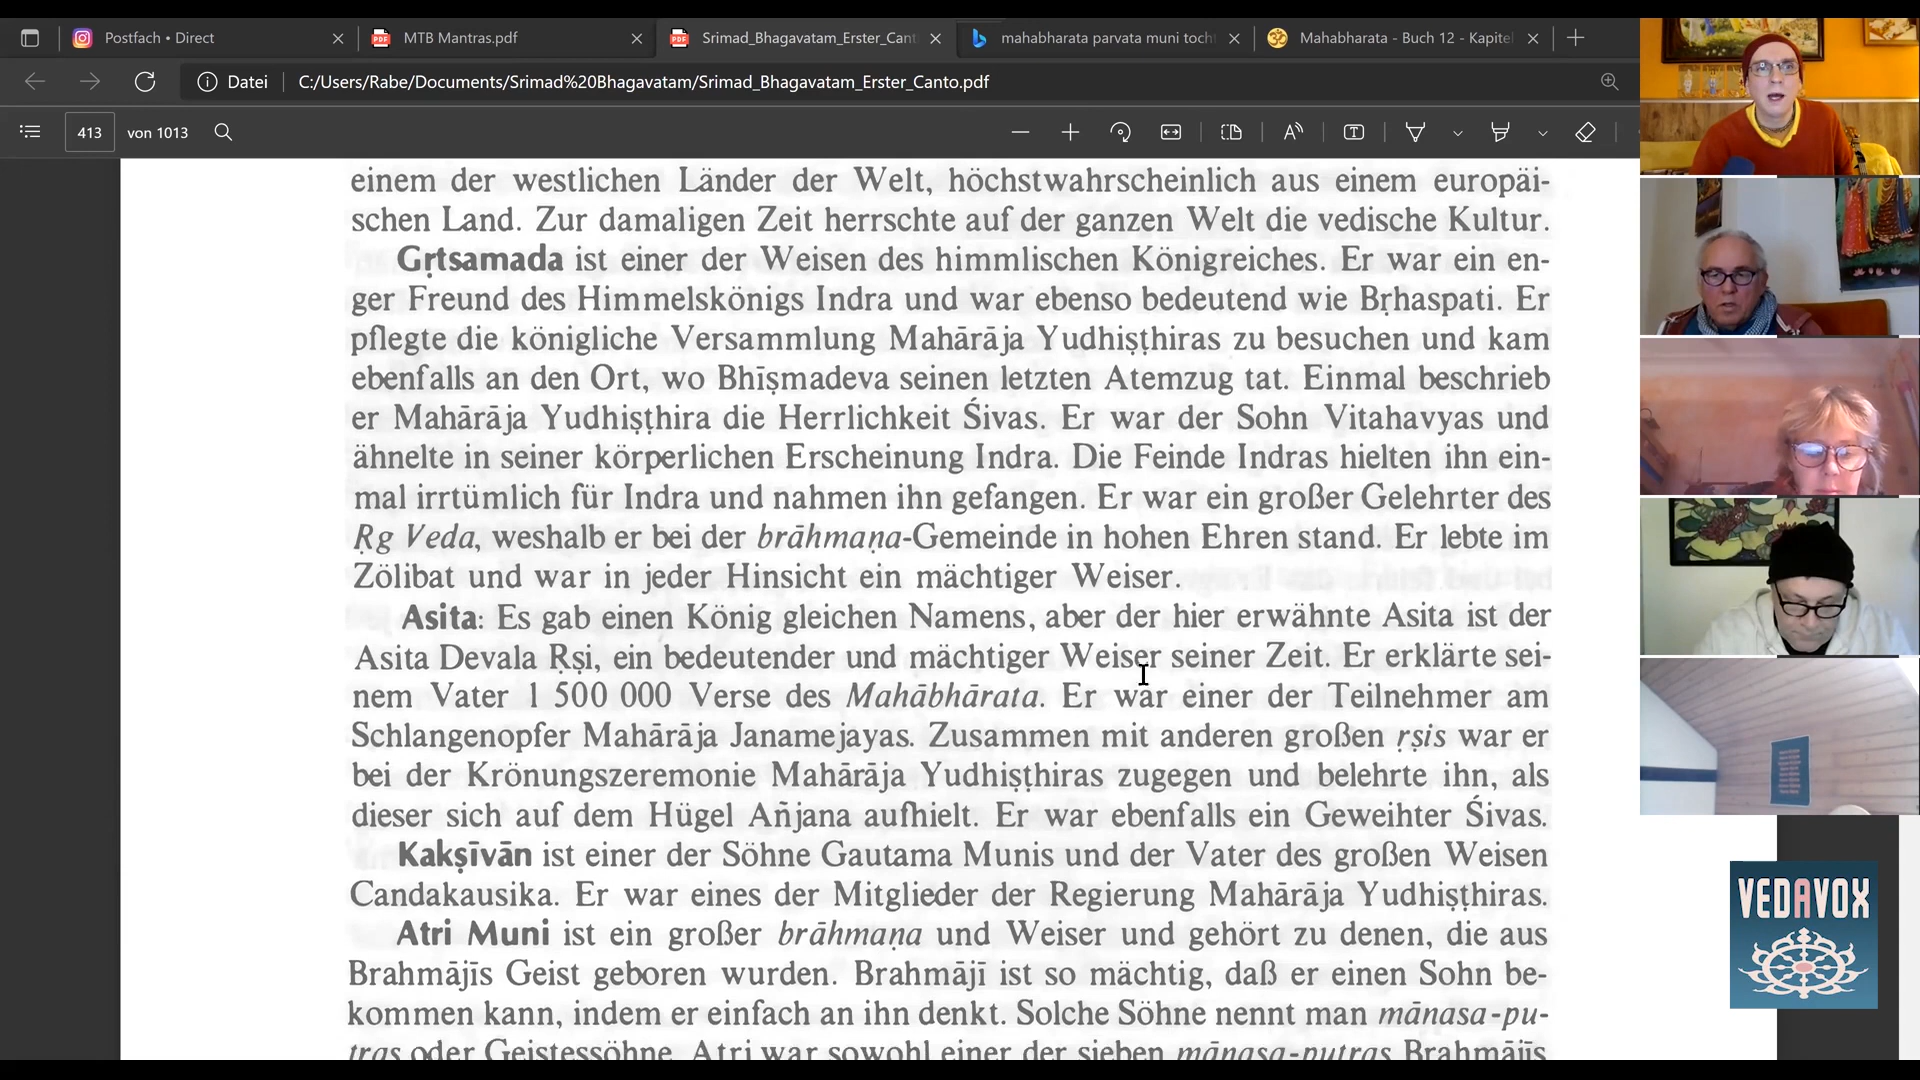 Postfach • Direct
MTB Mantras.pdf
Srimad_Bhagavatam_Erster_Cant
mahabharata parvata muni toch
Mahabharata - Buch 12 - Kapite
Datei
C:/Users/Rabe/Documents/Srimad%20Bhagavatam/Srimad_Bhagavatam_Erster_Canto.pdf
413 von 1013
einem der westlichen Länder der Welt, höchstwahrscheinlich aus einem europäi-
schen Land. Zur damaligen Zeit herrschte auf der ganzen Welt die vedische Kultur.
Gṛtsamada ist einer der Weisen des himmlischen Königreiches. Er war ein en-
ger Freund des Himmelskönigs Indra und war ebenso bedeutend wie Bṛhaspati. Er
pflegte die königliche Versammlung Mahārāja Yudhiṣṭhiras zu besuchen und kam
ebenfalls an den Ort, wo Bhīṣmadeva seinen letzten Atemzug tat. Einmal beschrieb
er Mahārāja Yudhiṣṭhira die Herrlichkeit Śivas. Er war der Sohn Vitahavyas und
ähnelte in seiner körperlichen Erscheinung Indra. Die Feinde Indras hielten ihn ein-
mal irrtümlich für Indra und nahmen ihn gefangen. Er war ein großer Gelehrter des
Ṛg Veda, weshalb er bei der brāhmaṇa-Gemeinde in hohen Ehren stand. Er lebte im
Zölibat und war in jeder Hinsicht ein mächtiger Weiser.
Asita: Es gab einen König gleichen Namens, aber der hier erwähnte Asita ist der
Asita Devala Ṛṣi, ein bedeutender und mächtiger Weiser seiner Zeit. Er erklärte sei-
nem Vater 1 500 000 Verse des Mahābhārata. Er war einer der Teilnehmer am
Schlangenopfer Mahārāja Janamejayas. Zusammen mit anderen großen ṛṣis war er
bei der Krönungszeremonie Mahārāja Yudhiṣṭhiras zugegen und belehrte ihn, als
dieser sich auf dem Hügel Añjana aufhielt. Er war ebenfalls ein Geweihter Śivas.
Kakṣīvān ist einer der Söhne Gautama Munis und der Vater des großen Weisen
Candakausika. Er war eines der Mitglieder der Regierung Mahārāja Yudhiṣṭhiras.
Atri Muni ist ein großer brāhmaṇa und Weiser und gehört zu denen, die aus
Brahmājīs Geist geboren wurden. Brahmājī ist so mächtig, daß er einen Sohn be-
kommen kann, indem er einfach an ihn denkt. Solche Söhne nennt man mānasa-pu-
tras oder Geistessöhne. Atri war sowohl einer der sieben mānasa-putras Brahmājīs
VEDAVOX